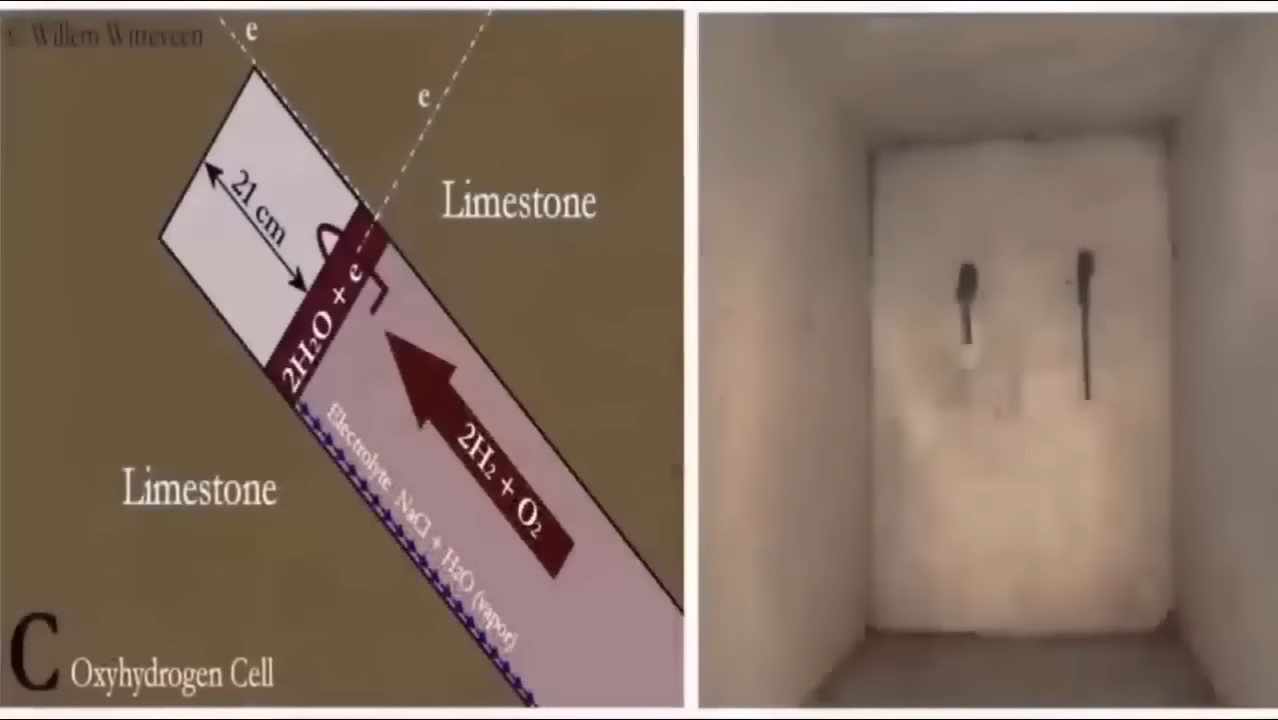 © Willem Witteveen
e
e
21 cm
Limestone
2H₂O + e
2H₂ + O₂
Electrolyte NaCl + H₂O (vapor)
Limestone
C Oxyhydrogen Cell